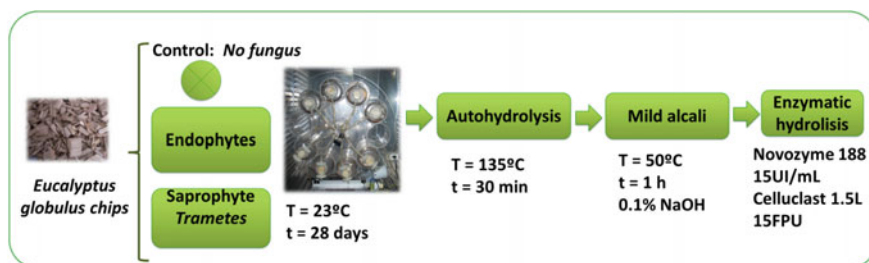 Control: No fungus
Eucalyptus
globulus chips
Endophytes
Saprophyte
Trametes
T = 23ºC
t = 28 days
Autohydrolysis
T = 135ºC
t = 30 min
Mild alcali
T = 50ºC
t = 1 h
0.1% NaOH
Enzymatic
hydrolisis
Novozyme 188
15UI/mL
Celluclast 1.5L
15FPU